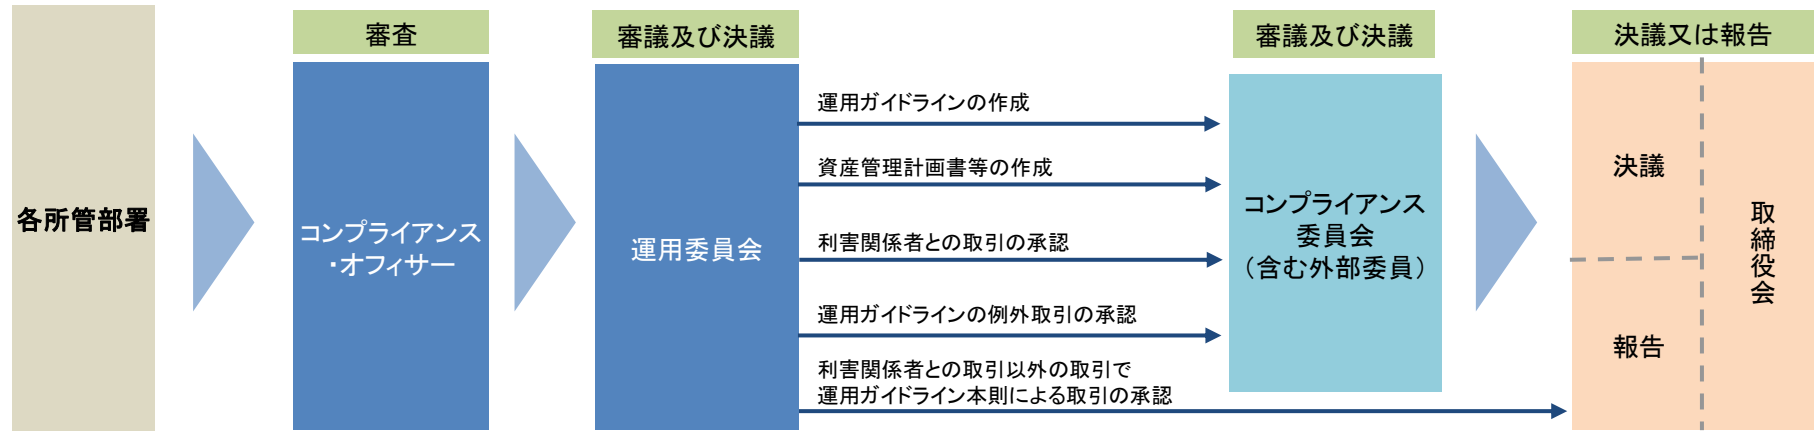 各所管部署
審査
コンプライアンス
・オフィサー
審議及び決議
運用委員会
運用ガイドラインの作成
資産管理計画書等の作成
利害関係者との取引の承認
運用ガイドラインの例外取引の承認
利害関係者との取引以外の取引で
運用ガイドライン本則による取引の承認
審議及び決議
コンプライアンス
委員会
（含む外部委員）
決議又は報告
決議
報告
取締役会